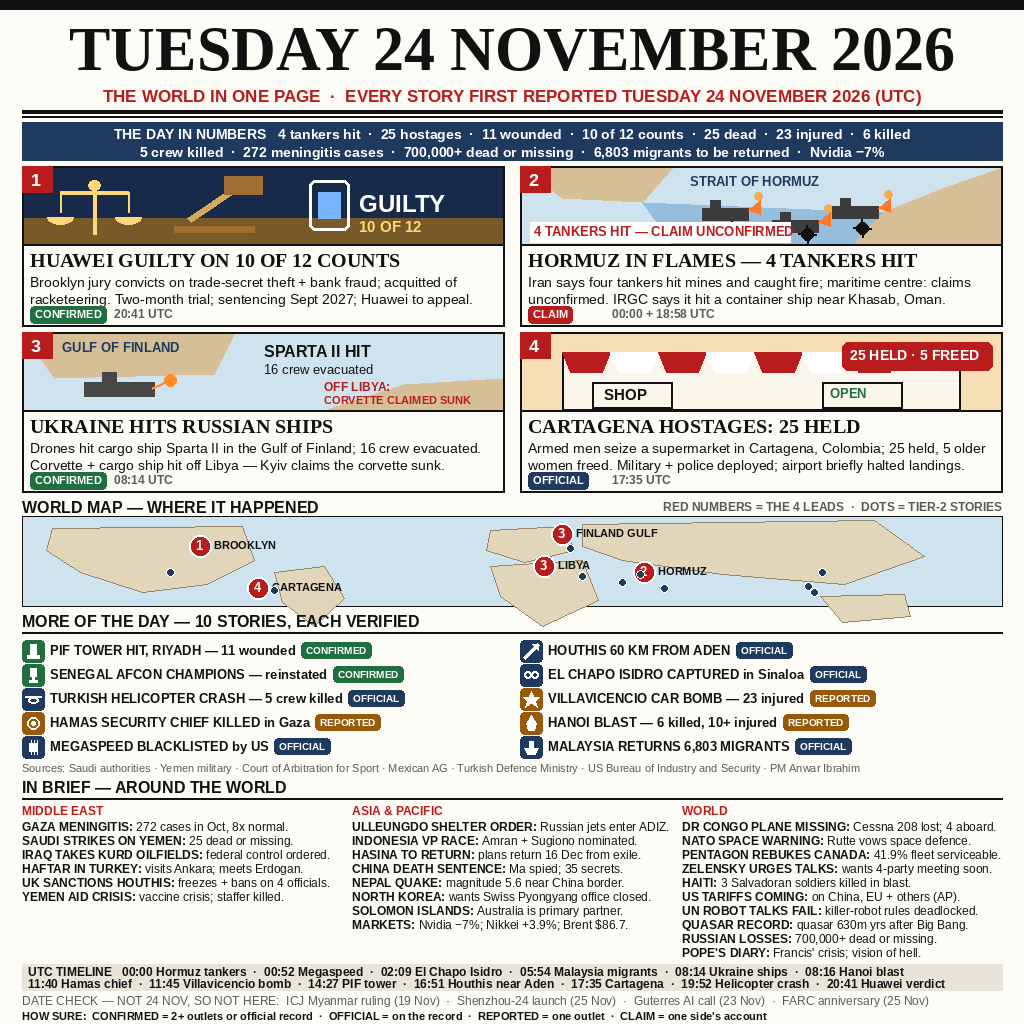 TUESDAY 24 NOVEMBER 2026
THE WORLD IN ONE PAGE · EVERY STORY FIRST REPORTED TUESDAY 24 NOVEMBER 2026 (UTC)
THE DAY IN NUMBERS 4 tankers hit · 25 hostages · 11 wounded · 10 of 12 counts · 25 dead · 23 injured · 6 killed
5 crew killed · 272 meningitis cases · 700,000+ dead or missing · 6,803 migrants to be returned · Nvidia −7%
1
GUILTY
10 OF 12
HUAWEI GUILTY ON 10 OF 12 COUNTS
Brooklyn jury convicts on trade-secret theft + bank fraud; acquitted of
racketeering. Two-month trial; sentencing Sept 2027; Huawei to appeal.
CONFIRMED 20:41 UTC
2
STRAIT OF HORMUZ
4 TANKERS HIT — CLAIM UNCONFIRMED
HORMUZ IN FLAMES — 4 TANKERS HIT
Iran says four tankers hit mines and caught fire; maritime centre: claims
unconfirmed. IRGC says it hit a container ship near Khasab, Oman.
CLAIM 00:00 + 18:58 UTC
3
GULF OF FINLAND
SPARTA II HIT
16 crew evacuated
OFF LIBYA:
CORVETTE CLAIMED SUNK
UKRAINE HITS RUSSIAN SHIPS
Drones hit cargo ship Sparta II in the Gulf of Finland; 16 crew evacuated.
Corvette + cargo ship hit off Libya — Kyiv claims the corvette sunk.
CONFIRMED 08:14 UTC
4
25 HELD · 5 FREED
SHOP
OPEN
CARTAGENA HOSTAGES: 25 HELD
Armed men seize a supermarket in Cartagena, Colombia; 25 held, 5 older
women freed. Military + police deployed; airport briefly halted landings.
OFFICIAL 17:35 UTC
WORLD MAP — WHERE IT HAPPENED
RED NUMBERS = THE 4 LEADS · DOTS = TIER-2 STORIES
1 BROOKLYN
3 FINLAND GULF
3 LIBYA
2 HORMUZ
4 CARTAGENA
MORE OF THE DAY — 10 STORIES, EACH VERIFIED
PIF TOWER HIT, RIYADH — 11 wounded CONFIRMED
SENEGAL AFCON CHAMPIONS — reinstated CONFIRMED
TURKISH HELICOPTER CRASH — 5 crew killed OFFICIAL
HAMAS SECURITY CHIEF KILLED in Gaza REPORTED
MEGASPEED BLACKLISTED by US OFFICIAL
HOUTHIS 60 KM FROM ADEN OFFICIAL
EL CHAPO ISIDRO CAPTURED in Sinaloa OFFICIAL
VILLAVICENCIO CAR BOMB — 23 injured REPORTED
HANOI BLAST — 6 killed, 10+ injured REPORTED
MALAYSIA RETURNS 6,803 MIGRANTS OFFICIAL
Sources: Saudi authorities · Yemen military · Court of Arbitration for Sport · Mexican AG · Turkish Defence Ministry · US Bureau of Industry and Security · PM Anwar Ibrahim
IN BRIEF — AROUND THE WORLD
MIDDLE EAST
GAZA MENINGITIS: 272 cases in Oct, 8x normal.
SAUDI STRIKES ON YEMEN: 25 dead or missing.
IRAQ TAKES KURD OILFIELDS: federal control ordered.
HAFTAR IN TURKEY: visits Ankara; meets Erdogan.
UK SANCTIONS HOUTHIS: freezes + bans on 4 officials.
YEMEN AID CRISIS: vaccine crisis; staffer killed.
ASIA & PACIFIC
ULLEUNGDO SHELTER ORDER: Russian jets enter ADIZ.
INDONESIA VP RACE: Amran + Sugiono nominated.
HASINA TO RETURN: plans return 16 Dec from exile.
CHINA DEATH SENTENCE: Ma spied; 35 secrets.
NEPAL QUAKE: magnitude 5.6 near China border.
NORTH KOREA: wants Swiss Pyongyang office closed.
SOLOMON ISLANDS: Australia is primary partner.
MARKETS: Nvidia −7%; Nikkei +3.9%; Brent $86.7.
WORLD
DR CONGO PLANE MISSING: Cessna 208 lost; 4 aboard.
NATO SPACE WARNING: Rutte vows space defence.
PENTAGON REBUKES CANADA: 41.9% fleet serviceable.
ZELENSKY URGES TALKS: wants 4-party meeting soon.
HAITI: 3 Salvadoran soldiers killed in blast.
US TARIFFS COMING: on China, EU + others (AP).
UN ROBOT TALKS FAIL: killer-robot rules deadlocked.
QUASAR RECORD: quasar 630m yrs after Big Bang.
RUSSIAN LOSSES: 700,000+ dead or missing.
POPE'S DIARY: Francis' crisis; vision of hell.
UTC TIMELINE 00:00 Hormuz tankers · 00:52 Megaspeed · 02:09 El Chapo Isidro · 05:54 Malaysia migrants · 08:14 Ukraine ships · 08:16 Hanoi blast
11:40 Hamas chief · 11:45 Villavicencio bomb · 14:27 PIF tower · 16:51 Houthis near Aden · 17:35 Cartagena · 19:52 Helicopter crash · 20:41 Huawei verdict
DATE CHECK — NOT 24 NOV, SO NOT HERE: ICJ Myanmar ruling (19 Nov) · Shenzhou-24 launch (25 Nov) · Guterres AI call (23 Nov) · FARC anniversary (25 Nov)
HOW SURE: CONFIRMED = 2+ outlets or official record · OFFICIAL = on the record · REPORTED = one outlet · CLAIM = one side's account